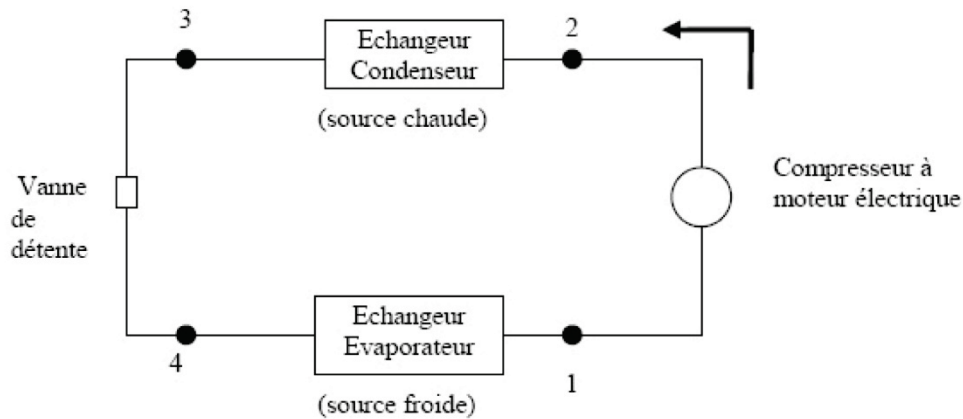 3
Echangeur
Condenseur
2
(source chaude)
Compresseur à
moteur électrique
Vanne
de
détente
4
Echangeur
Evaporateur
1
(source froide)